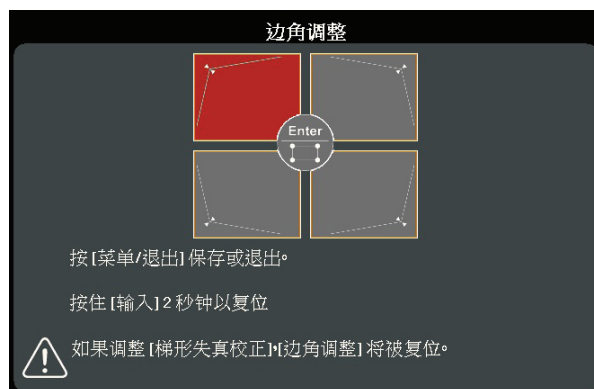 边角调整
Enter
按 [菜单/退出] 保存或退出。
按住 [输入] 2 秒钟以复位
如果调整 [梯形失真校正],[边角调整] 将被复位。